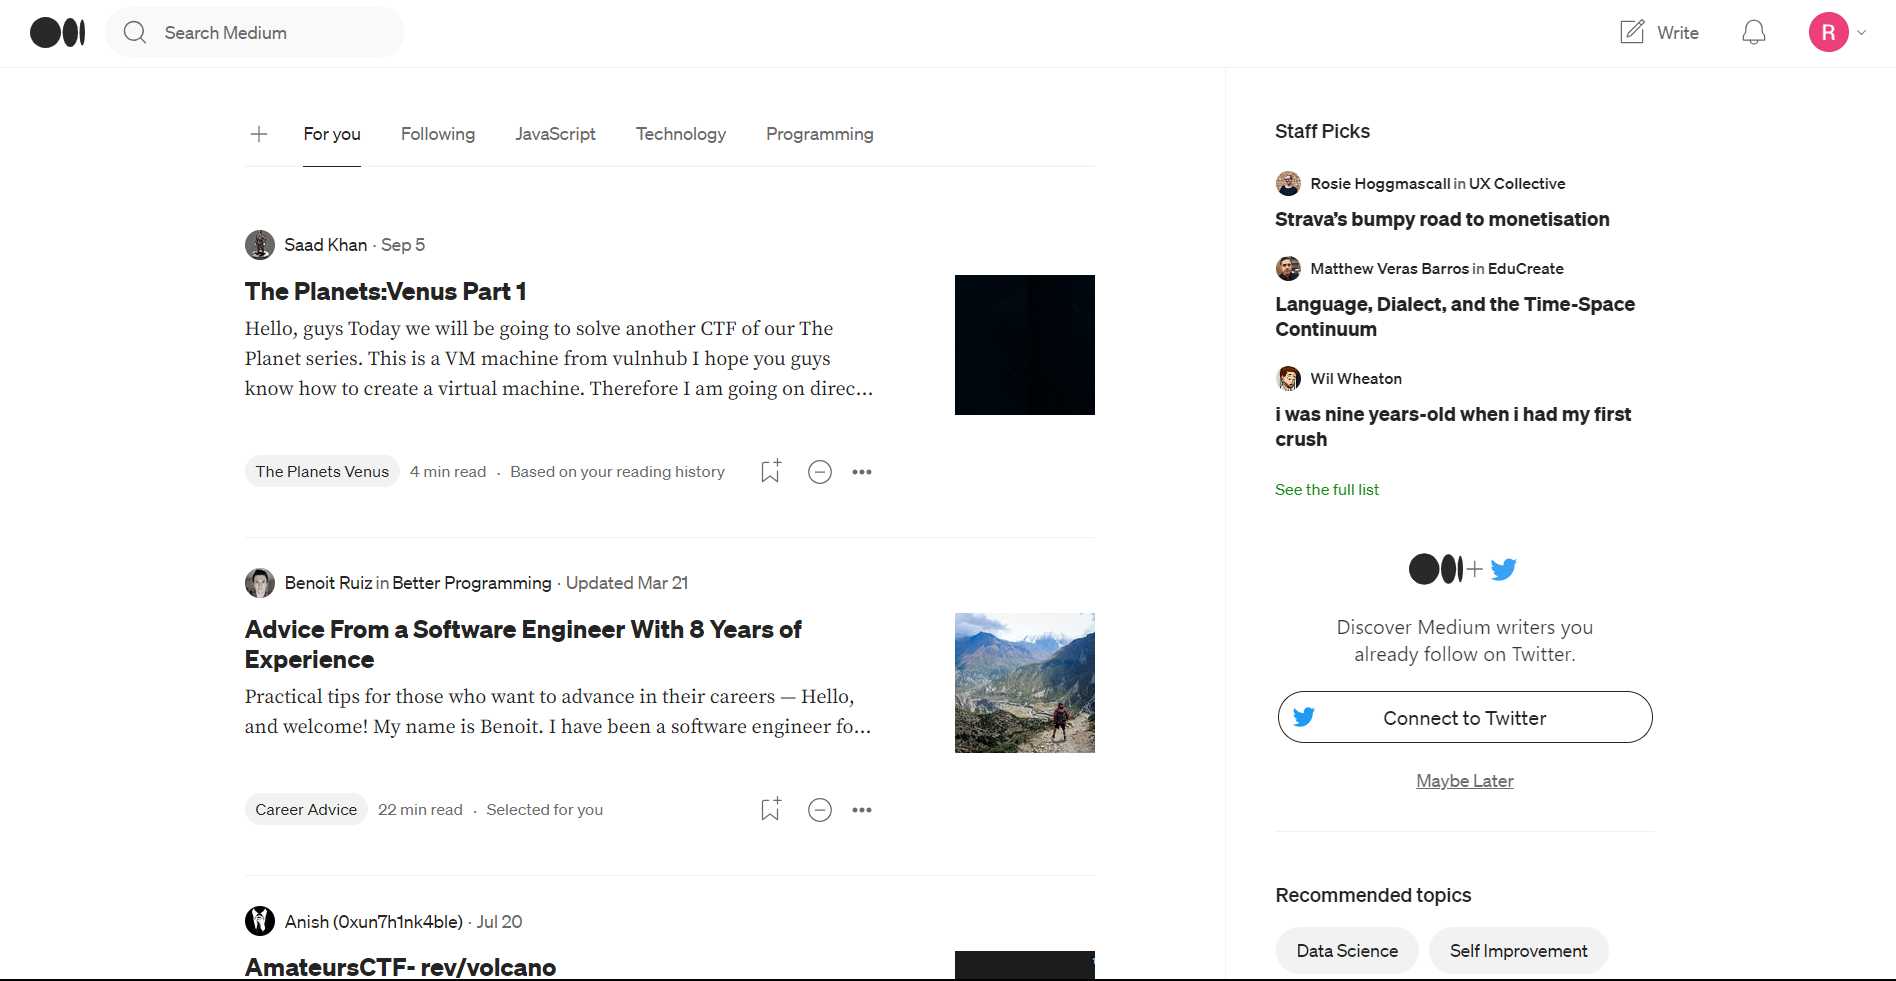 Search Medium
Write
R
For you
Following
JavaScript
Technology
Programming
Saad Khan · Sep 5
The Planets:Venus Part 1
Hello, guys Today we will be going to solve another CTF of our The
Planet series. This is a VM machine from vulnhub I hope you guys
know how to create a virtual machine. Therefore I am going on direc...
The Planets Venus
4 min read · Based on your reading history
Benoit Ruiz in Better Programming · Updated Mar 21
Advice From a Software Engineer With 8 Years of
Experience
Practical tips for those who want to advance in their careers — Hello,
and welcome! My name is Benoit. I have been a software engineer fo...
Career Advice
22 min read · Selected for you
Anish (0xun7h1nk4ble) · Jul 20
AmateursCTF- rev/volcano
Staff Picks
Rosie Hoggmascall in UX Collective
Strava’s bumpy road to monetisation
Matthew Veras Barros in EduCreate
Language, Dialect, and the Time-Space
Continuum
Wil Wheaton
i was nine years-old when i had my first
crush
See the full list
Discover Medium writers you
already follow on Twitter.
Connect to Twitter
Maybe Later
Recommended topics
Data Science
Self Improvement